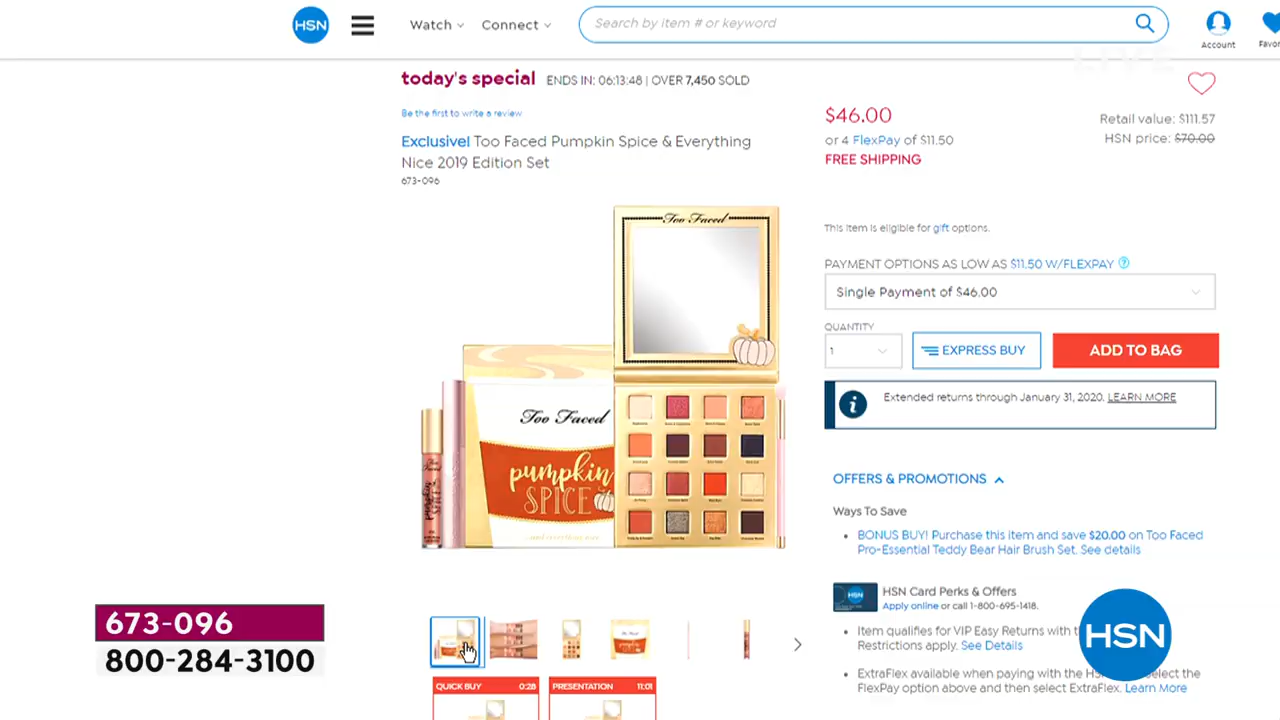 HSN
Watch
Connect
Search by item # or keyword
Account
LIVE
today's special ENDS IN: 06:13:48 | OVER 7,450 SOLD
Be the first to write a review
Exclusive! Too Faced Pumpkin Spice & Everything
Nice 2019 Edition Set
673-096
$46.00
or 4 FlexPay of $11.50
FREE SHIPPING
Retail value: $111.57
HSN price: $70.00
This item is eligible for gift options.
PAYMENT OPTIONS AS LOW AS $11.50 W/FLEXPAY ?
Single Payment of $46.00
QUANTITY
1
EXPRESS BUY
ADD TO BAG
Extended returns through January 31, 2020. LEARN MORE
Too Faced
Too Faced
pumpkin
SPICE
Too Faced
Pumpkin
SPICE
OFFERS & PROMOTIONS
Ways To Save
• BONUS BUY! Purchase this item and save $20.00 on Too Faced
Pro-Essential Teddy Bear Hair Brush Set. See details
HSN
HSN Card Perks & Offers
Apply online or call 1-800-695-1418.
• Item qualifies for VIP Easy Returns with
Restrictions apply. See Details
• ExtraFlex available when paying with the
select the
FlexPay option above and then select ExtraFlex. Learn More
QUICK BUY 0:28
PRESENTATION 11:01
673-096
800-284-3100
HSN